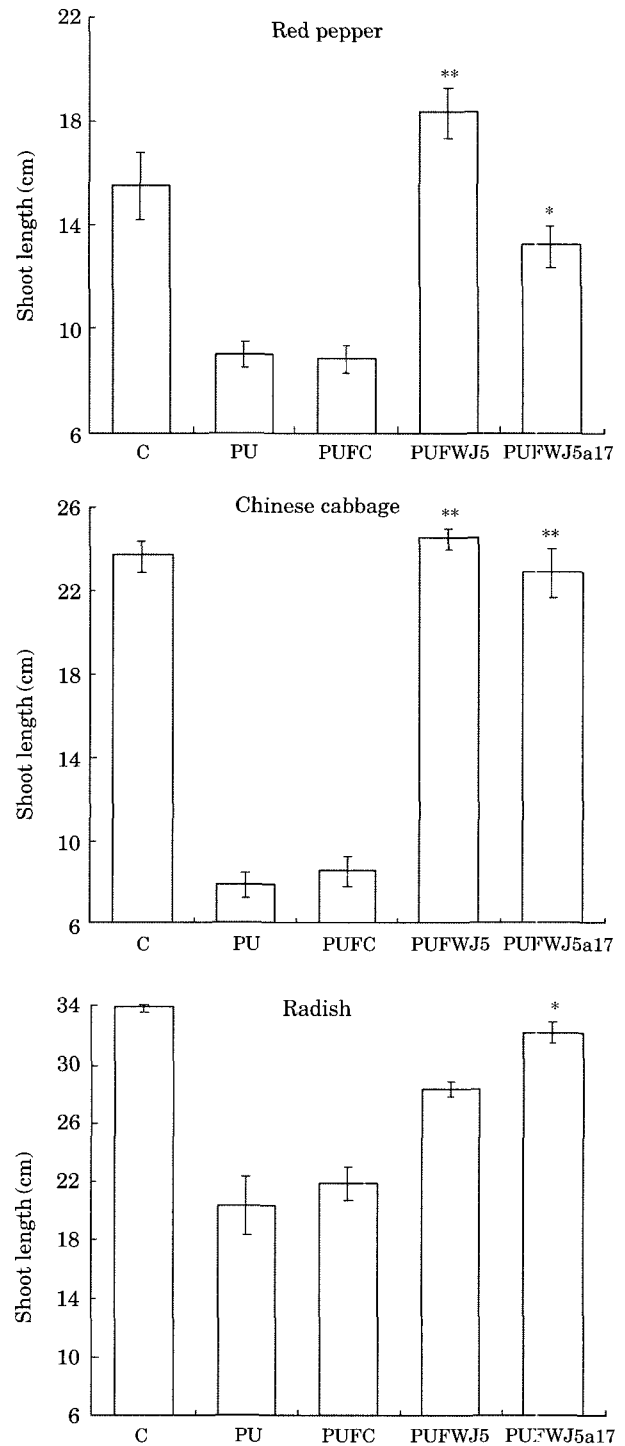 Red pepper
22
18
14
10
6
Shoot length (cm)
**
*
C PU PUFC PUFWJ5 PUFWJ5a17
Chinese cabbage
26
22
18
14
10
6
Shoot length (cm)
**
**
C PU PUFC PUFWJ5 PUFWJ5a17
Radish
34
30
26
22
18
14
10
6
Shoot length (cm)
*
C PU PUFC PUFWJ5 PUFWJ5a17